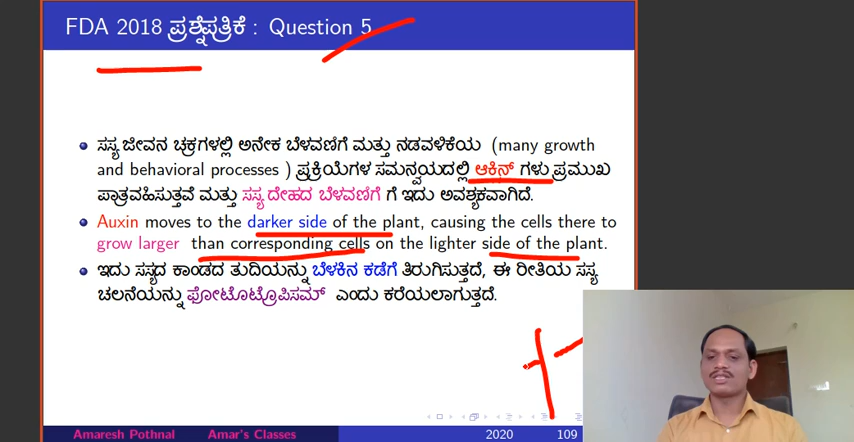 FDA 2018 ಪ್ರಶ್ನೆಪತ್ರಿಕೆ : Question 5
ಸಸ್ಯ ಜೀವನ ಚಕ್ರಗಳಲ್ಲಿ ಅನೇಕ ಬೆಳವಣಿಗೆ ಮತ್ತು ನಡವಳಿಕೆಯ (many growth
and behavioral processes ) ಪ್ರಕ್ರಿಯೆಗಳ ಸಮನ್ವಯದಲ್ಲಿ ಆಕಿನ್ ಗಳು ಪ್ರಮುಖ
ಪಾತ್ರವಹಿಸುತ್ತವೆ ಮತ್ತು ಸಸ್ಯ ದೇಹದ ಬೆಳವಣಿಗೆ ಗೆ ಇದು ಅವಶ್ಯಕವಾಗಿದೆ.
Auxin moves to the darker side of the plant, causing the cells there to
grow larger than corresponding cells on the lighter side of the plant.
ಇದು ಸಸ್ಯದ ಕಾಂಡದ ತುದಿಯನ್ನು ಬೆಳಕಿನ ಕಡೆಗೆ ತಿರುಗಿಸುತ್ತದೆ, ಈ ರೀತಿಯ ಸಸ್ಯ
ಚಲನೆಯನ್ನು ಫೋಟೊಟ್ರೊಪಿಸಮ್ ಎಂದು ಕರೆಯಲಾಗುತ್ತದೆ.
Amaresh Pothnal Amar's Classes 2020 109